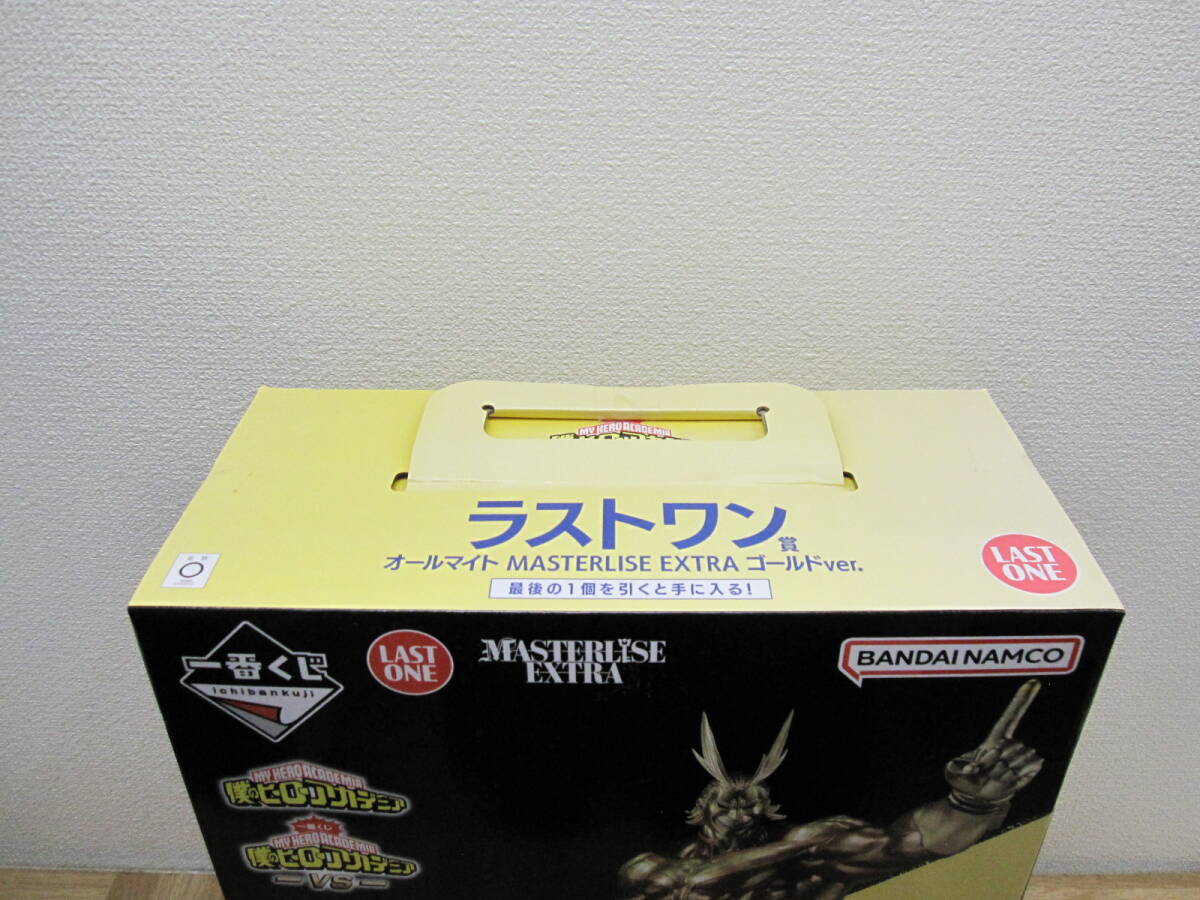 MY HERO ACADEMIA
ラストワン賞
オールマイト MASTERLISE EXTRA ゴールドver.
最後の1個を引くと手に入る!
LAST
ONE
一番くじ
ichibankuji
LAST
ONE
MASTERLISE
EXTRA
BANDAI NAMCO
MY HERO ACADEMIA
僕のヒーローアカデミア
一番くじ
MY HERO ACADEMIA
僕のヒーローアカデミア
VS